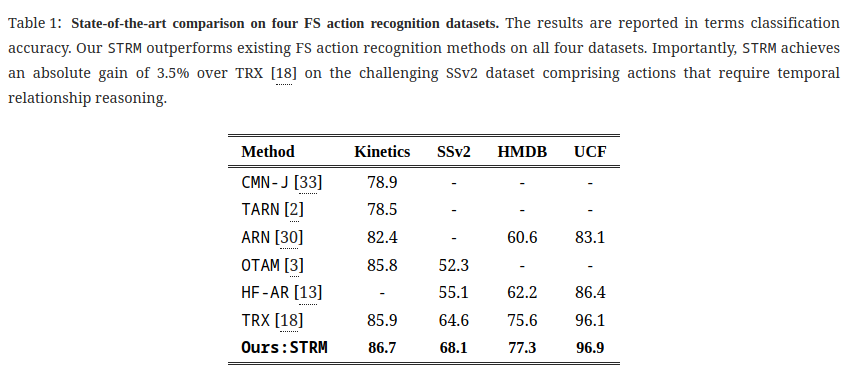 Table 1: State-of-the-art comparison on four FS action recognition datasets. The results are reported in terms classification
accuracy. Our STRM outperforms existing FS action recognition methods on all four datasets. Importantly, STRM achieves
an absolute gain of 3.5% over TRX [18] on the challenging SSv2 dataset comprising actions that require temporal
relationship reasoning.
Method Kinetics SSv2 HMDB UCF
CMN-J [33] 78.9 - - -
TARN [2] 78.5 - - -
ARN [30] 82.4 - 60.6 83.1
OTAM [3] 85.8 52.3 - -
HF-AR [13] - 55.1 62.2 86.4
TRX [18] 85.9 64.6 75.6 96.1
Ours:STRM 86.7 68.1 77.3 96.9